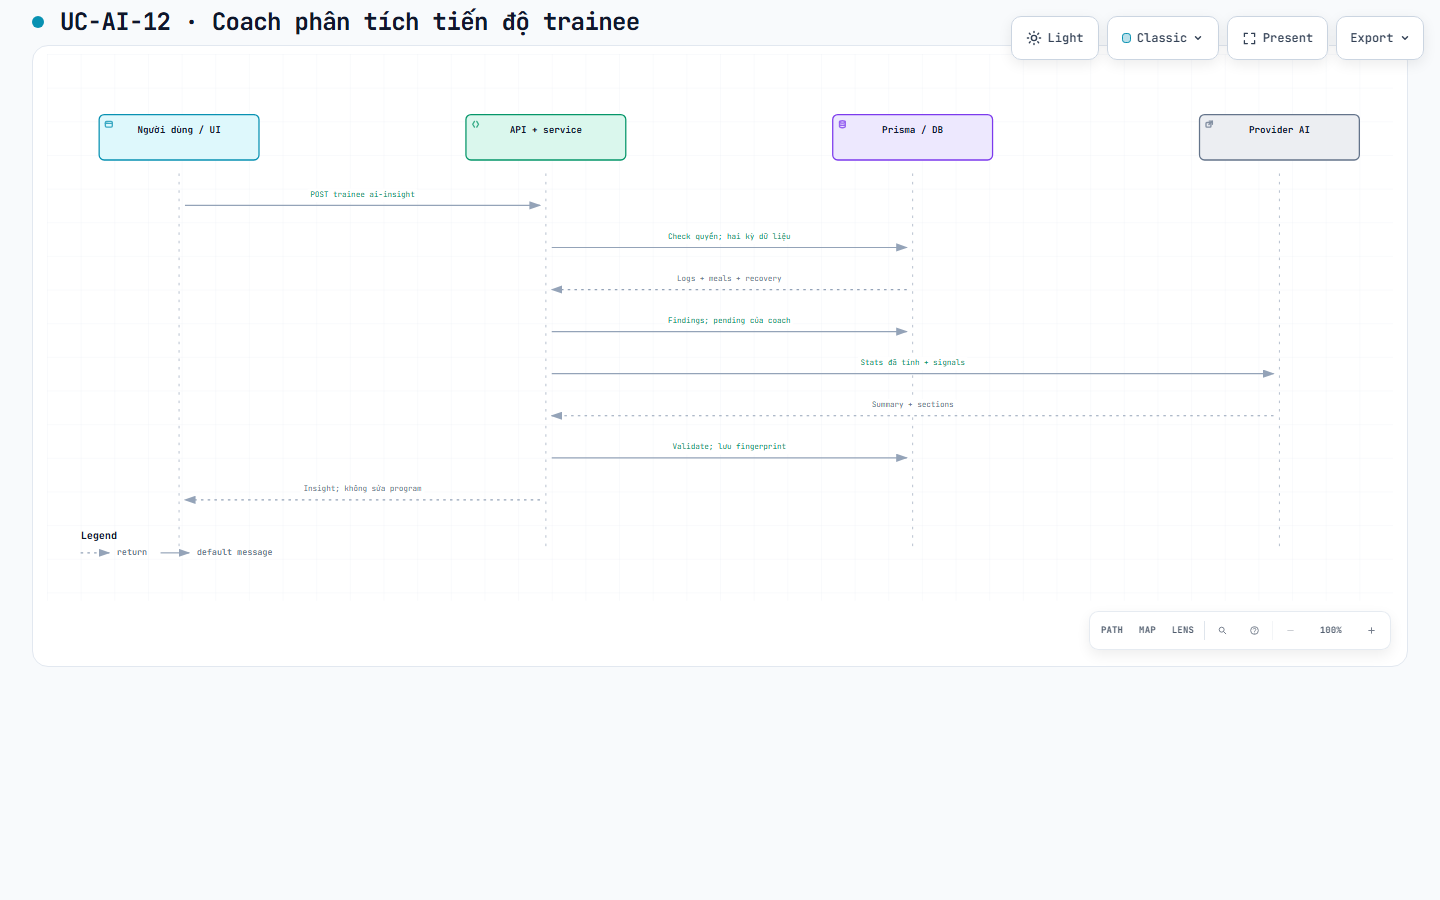 UC-AI-12 · Coach phân tích tiến độ trainee
Light
Classic
Present
Export
Người dùng / UI
API + service
Prisma / DB
Provider AI
POST trainee ai-insight
Check quyền; hai kỳ dữ liệu
Logs + meals + recovery
Findings; pending của coach
Stats đã tính + signals
Summary + sections
Validate; lưu fingerprint
Insight; không sửa program
Legend
return
default message
PATH
MAP
LENS
100%